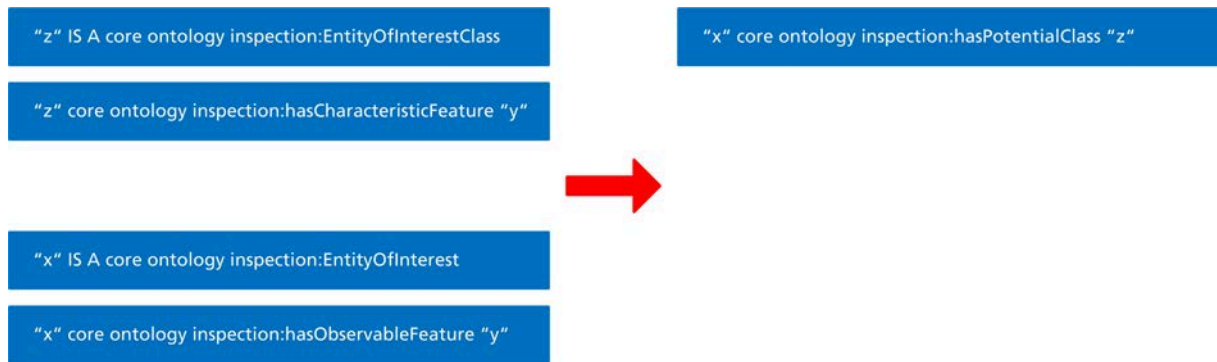 “z“ IS A core ontology inspection:EntityOfInterestClass
“z“ core ontology inspection:hasCharacteristicFeature “y“
“x“ IS A core ontology inspection:EntityOfInterest
“x“ core ontology inspection:hasObservableFeature “y“
“x“ core ontology inspection:hasPotentialClass “z“